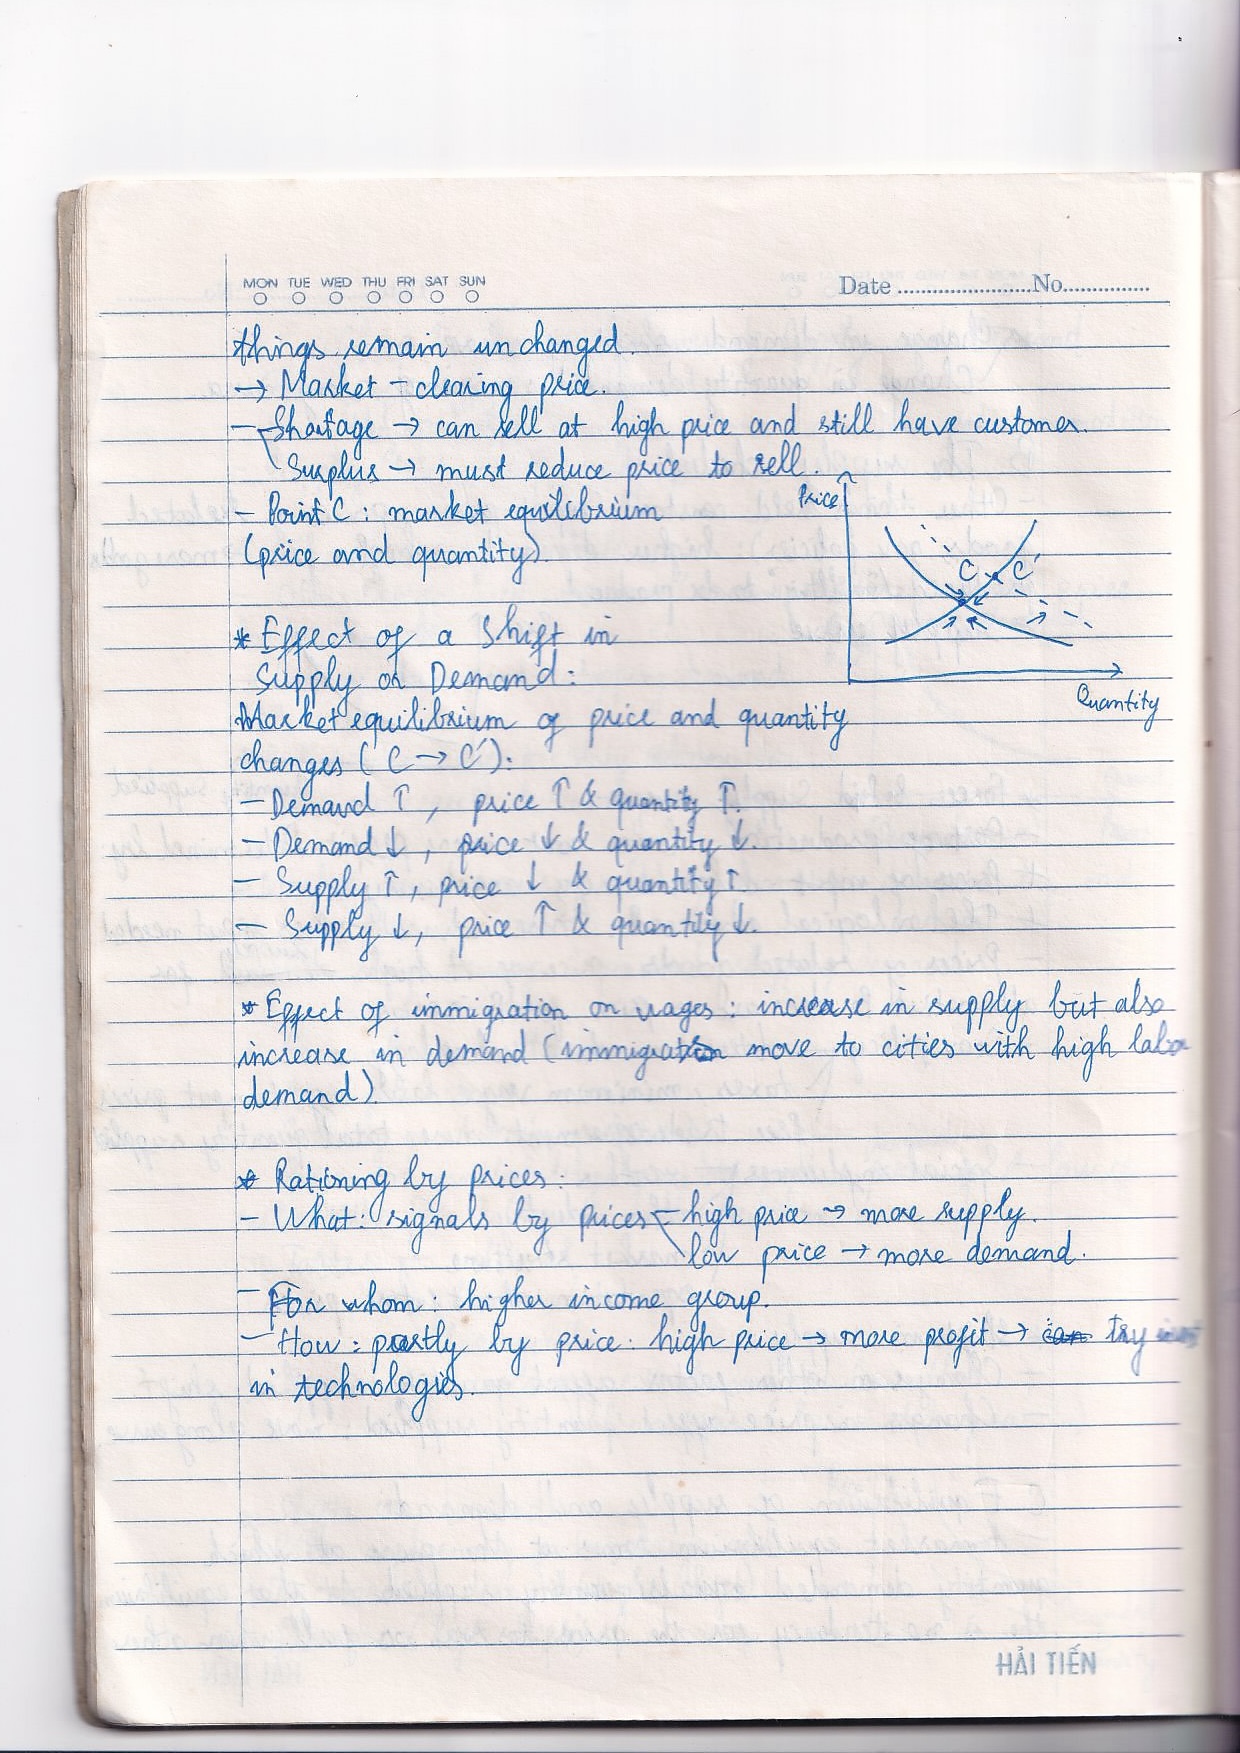 MON TUE WED THU FRI SAT SUN
Date ........................No................
things remain unchanged.
→ Market - clearing price.
- Shortage → can sell at high price and still have customer.
Surplus → must reduce price to sell.
- Point C : market equilibrium
(price and quantity).
Price
C C'
Quantity
* Effect of a shift in
Supply or Demand :
Market equilibrium of price and quantity
changes ( C → C' ):
- Demand ↑ , price ↑ & quantity ↑.
- Demand ↓ , price ↓ & quantity ↓.
- Supply ↑ , price ↓ & quantity ↑
- Supply ↓, price ↑ & quantity ↓.
* Effect of immigration on wages : increase in supply but also
increase in demand (immigration move to cities with high labor
demand).
* Rationing by prices :
- What : signals by prices high price → more supply.
low price → more demand.
- For whom : higher income group.
- How : partly by price : high price → more profit → try
in technologies.
HẢI TIẾN